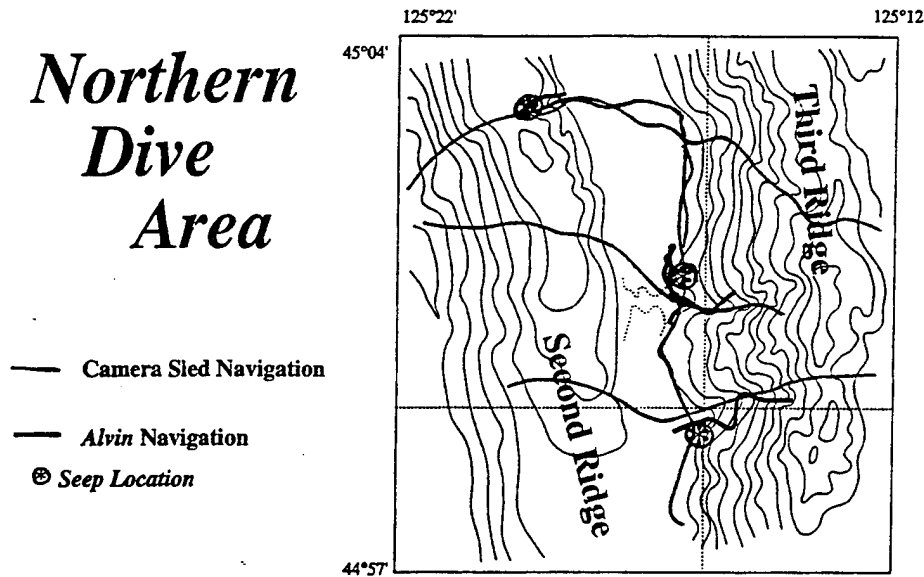 125°22'
125°12'
45°04'
Northern
Dive
Area
Third Ridge
Camera Sled Navigation
Second Ridge
Alvin Navigation
Seep Location
44°57'